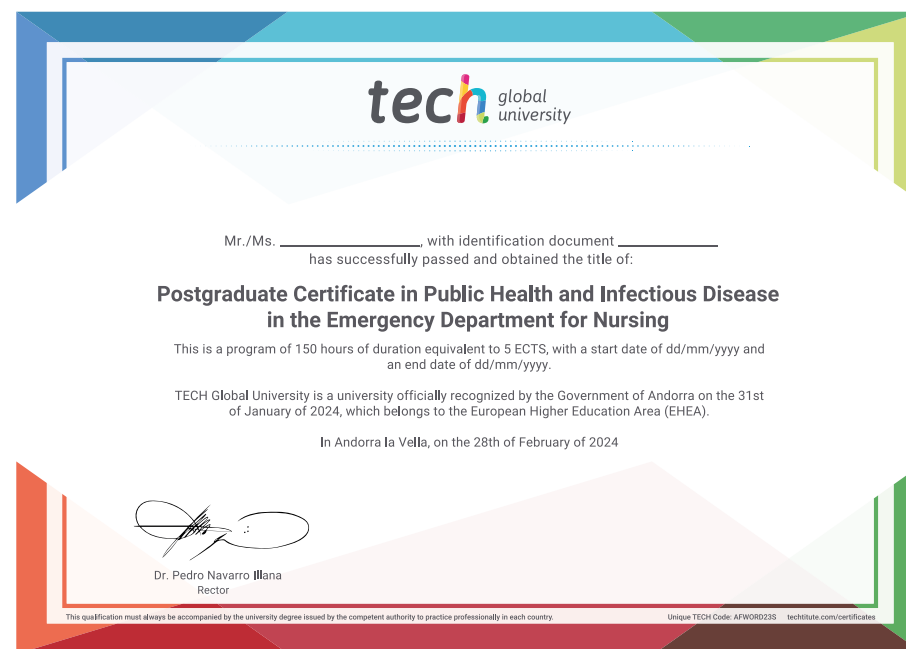 tech global
university
Mr./Ms. ____________, with identification document ____________
has successfully passed and obtained the title of:
Postgraduate Certificate in Public Health and Infectious Disease
in the Emergency Department for Nursing
This is a program of 150 hours of duration equivalent to 5 ECTS, with a start date of dd/mm/yyyy and
an end date of dd/mm/yyyy.
TECH Global University is a university officially recognized by the Government of Andorra on the 31st
of January of 2024, which belongs to the European Higher Education Area (EHEA).
In Andorra la Vella, on the 28th of February of 2024
Dr. Pedro Navarro Illana
Rector
This qualification must always be accompanied by the university degree issued by the competent authority to practice professionally in each country.
Unique TECH Code: AFWORD23S techtitute.com/certificates